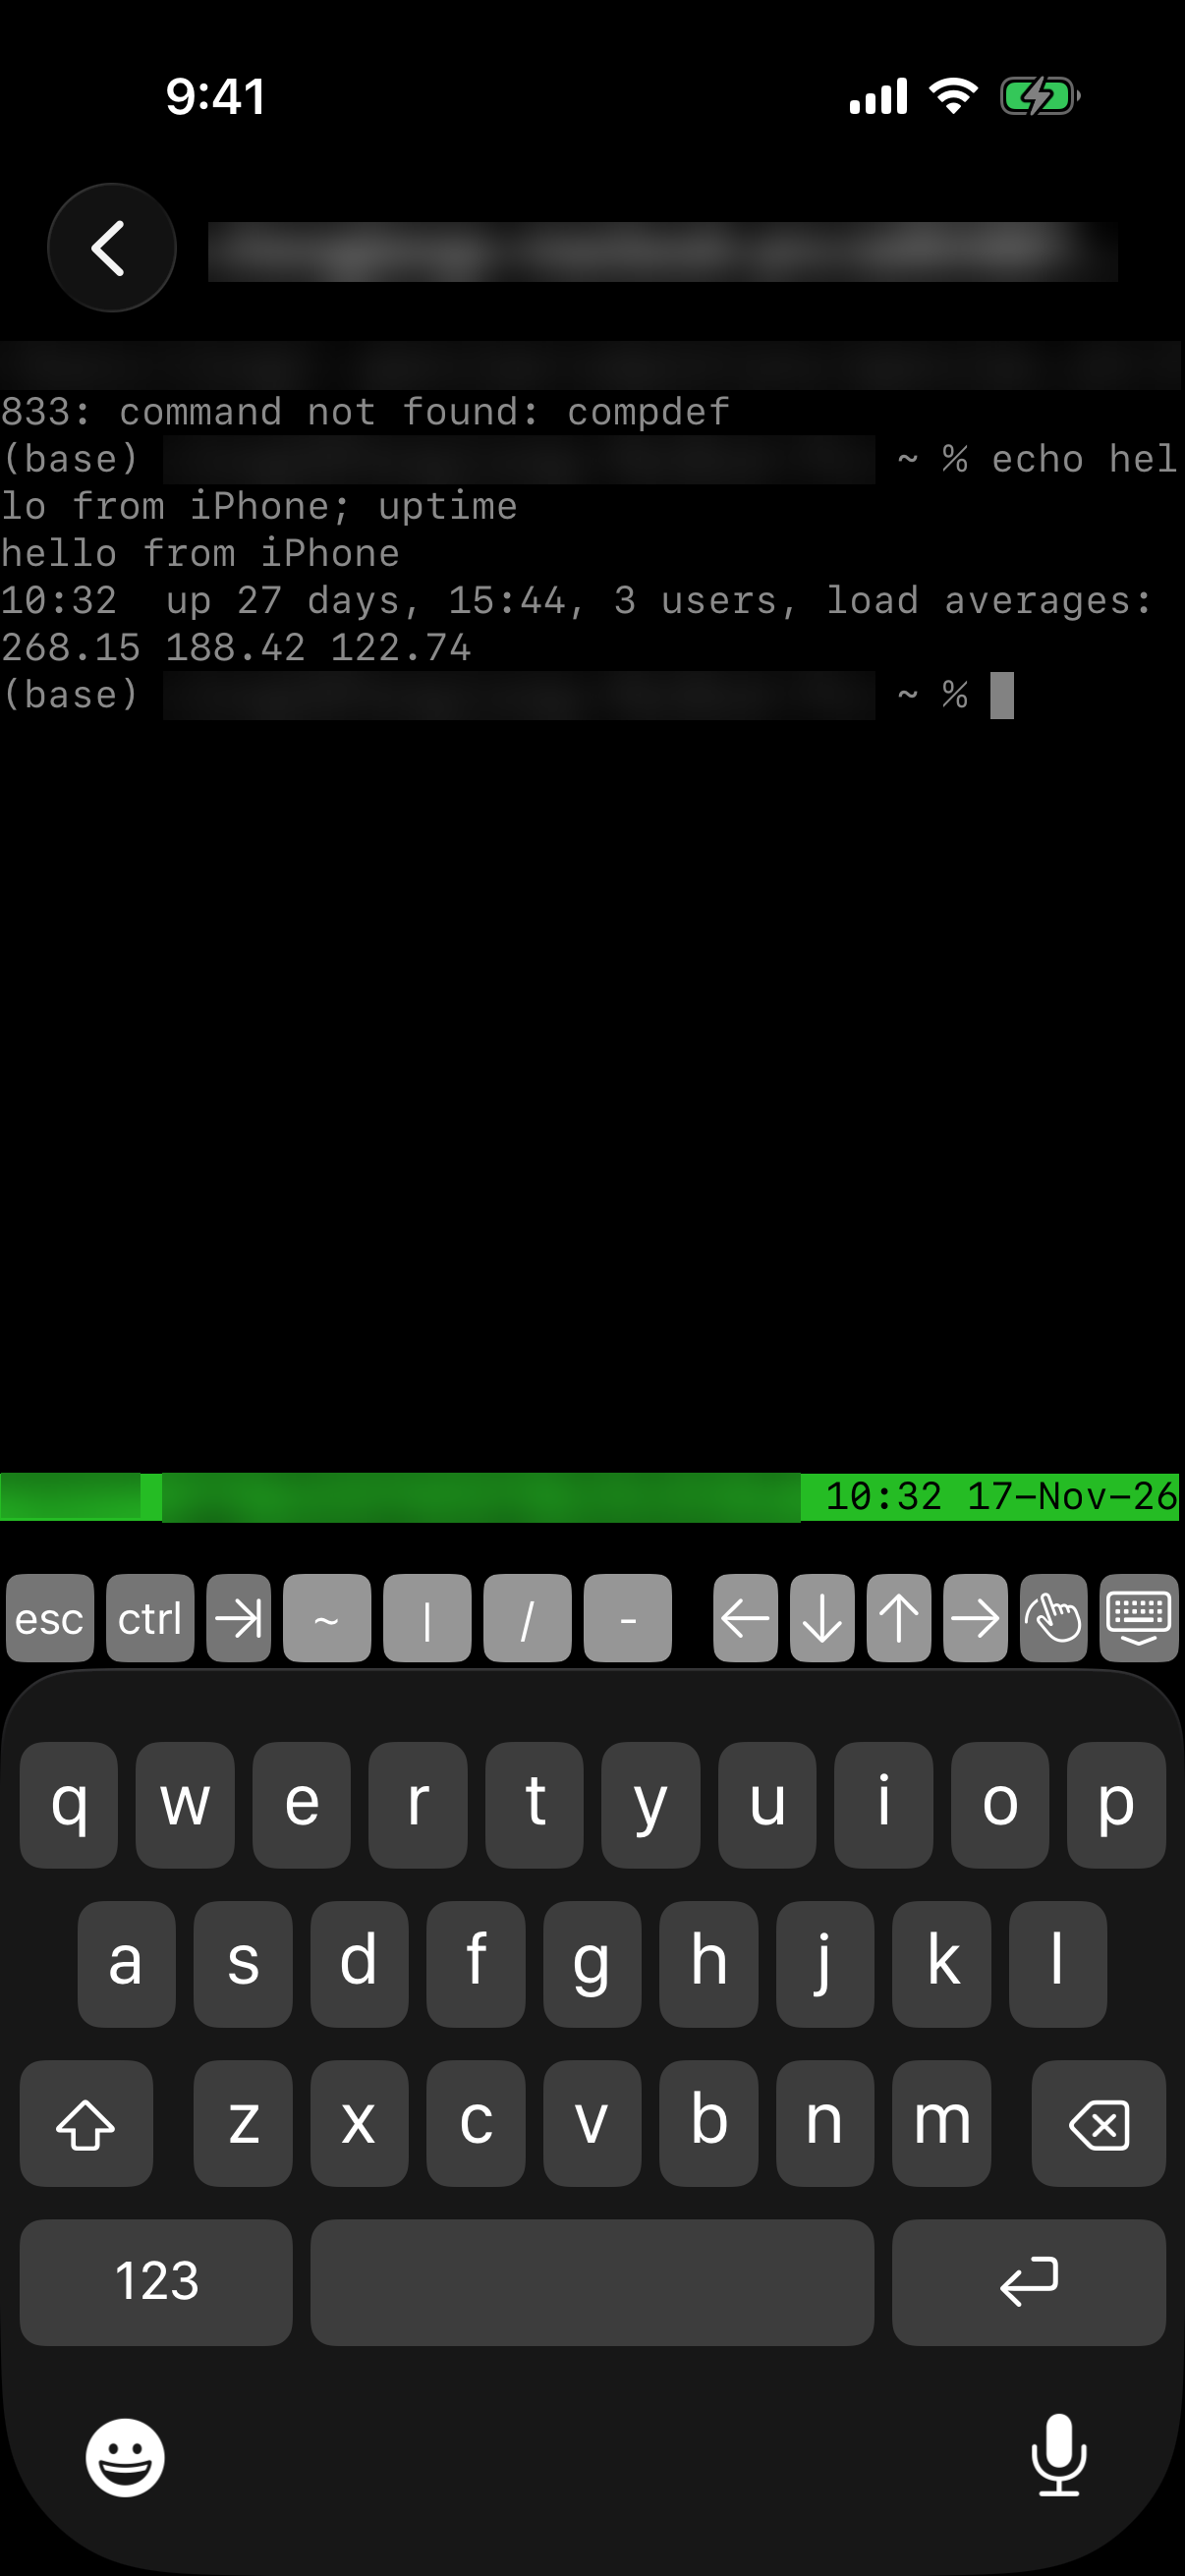 9:41
833: command not found: compdef
(base) ~ % echo hel
lo from iPhone; uptime
hello from iPhone
10:32  up 27 days, 15:44, 3 users, load averages:
268.15 188.42 122.74
(base) ~ %
10:32 17-Nov-26
esc ctrl ~ | / -
q w e r t y u i o p
a s d f g h j k l
z x c v b n m
123